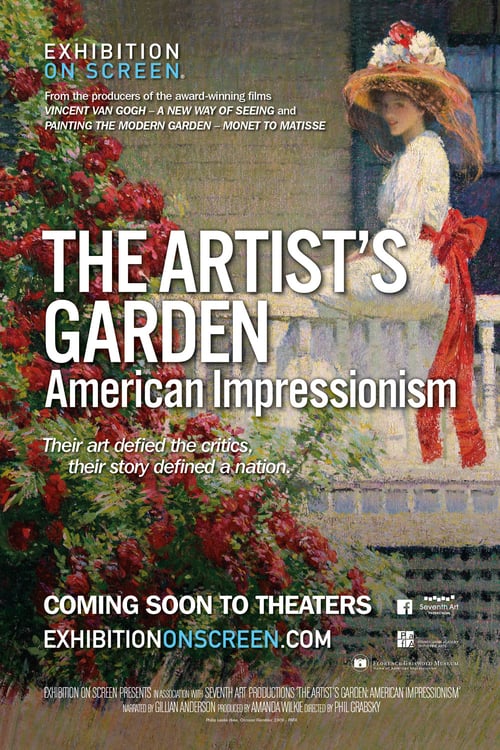 EXHIBITION
ON SCREEN®
From the producers of the award-winning films
VINCENT VAN GOGH – A NEW WAY OF SEEING and
PAINTING THE MODERN GARDEN – MONET TO MATISSE
THE ARTIST'S
GARDEN
American Impressionism
Their art defied the critics,
their story defined a nation.
COMING SOON TO THEATERS
EXHIBITIONONSCREEN.COM
f
Seventh Art
FLORENCE GRISWOLD MUSEUM
EXHIBITION ON SCREEN PRESENTS IN ASSOCIATION WITH SEVENTH ART PRODUCTIONS 'THE ARTIST'S GARDEN: AMERICAN IMPRESSIONISM'
NARRATED BY GILLIAN ANDERSON PRODUCED BY AMANDA WILKIE DIRECTED BY PHIL GRABSKY